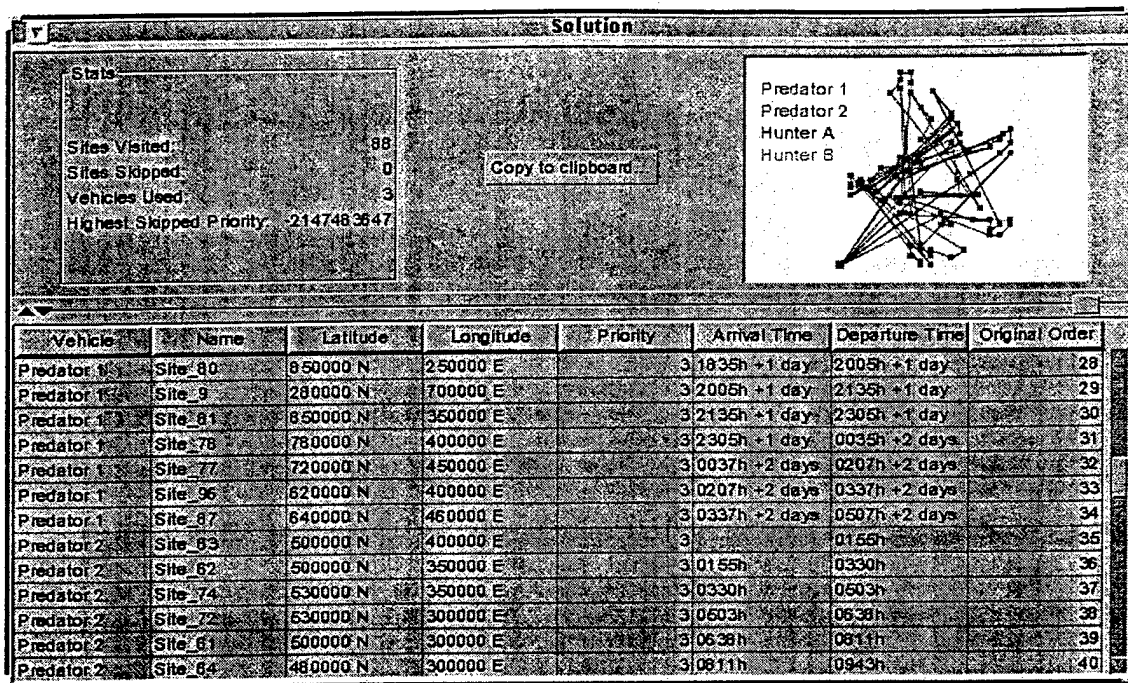 Solution
Stats
Sites Visited: 88
Sites Skipped: 0
Vehicles Used: 3
Highest Skipped Priority: -2147483647
Copy to clipboard...
Predator 1
Predator 2
Hunter A
Hunter B
Vehicle Name Latitude Longitude Priority Arrival Time Departure Time Original Order
Predator 1 Site_80 850000 N 250000 E 3 1835h +1 day 2005h +1 day 28
Predator 1 Site_9 280000 N 700000 E 3 2005h +1 day 2135h +1 day 29
Predator 1 Site_81 850000 N 350000 E 3 2135h +1 day 2305h +1 day 30
Predator 1 Site_78 780000 N 400000 E 3 2305h +1 day 0035h +2 days 31
Predator 1 Site_77 720000 N 450000 E 3 0037h +2 days 0207h +2 days 32
Predator 1 Site_96 620000 N 400000 E 3 0207h +2 days 0337h +2 days 33
Predator 1 Site_87 640000 N 460000 E 3 0337h +2 days 0507h +2 days 34
Predator 2 Site_63 500000 N 400000 E 3 0155h 35
Predator 2 Site_62 500000 N 350000 E 3 0155h 0330h 36
Predator 2 Site_74 530000 N 350000 E 3 0330h 0503h 37
Predator 2 Site_72 530000 N 300000 E 3 0503h 0638h 38
Predator 2 Site_61 500000 N 300000 E 3 0638h 0811h 39
Predator 2 Site_64 480000 N 300000 E 3 0811h 0943h 40